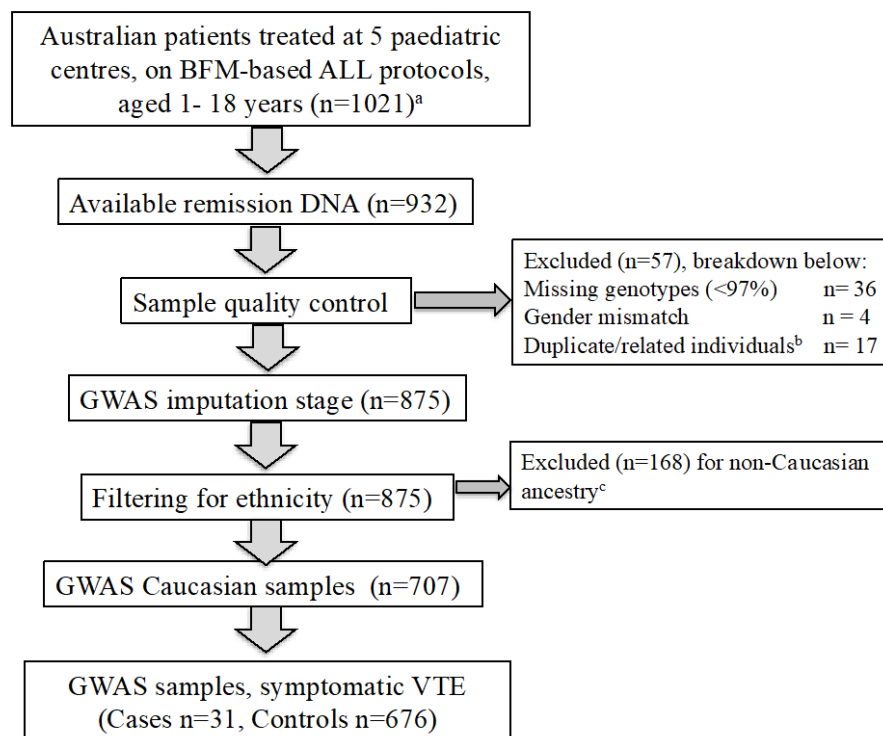 Australian patients treated at 5 paediatric
centres, on BFM-based ALL protocols,
aged 1- 18 years (n=1021)ᵃ
Available remission DNA (n=932)
Sample quality control
Excluded (n=57), breakdown below:
Missing genotypes (<97%) n= 36
Gender mismatch n = 4
Duplicate/related individualsᵇ n= 17
GWAS imputation stage (n=875)
Filtering for ethnicity (n=875)
Excluded (n=168) for non-Caucasian
ancestryᶜ
GWAS Caucasian samples (n=707)
GWAS samples, symptomatic VTE
(Cases n=31, Controls n=676)